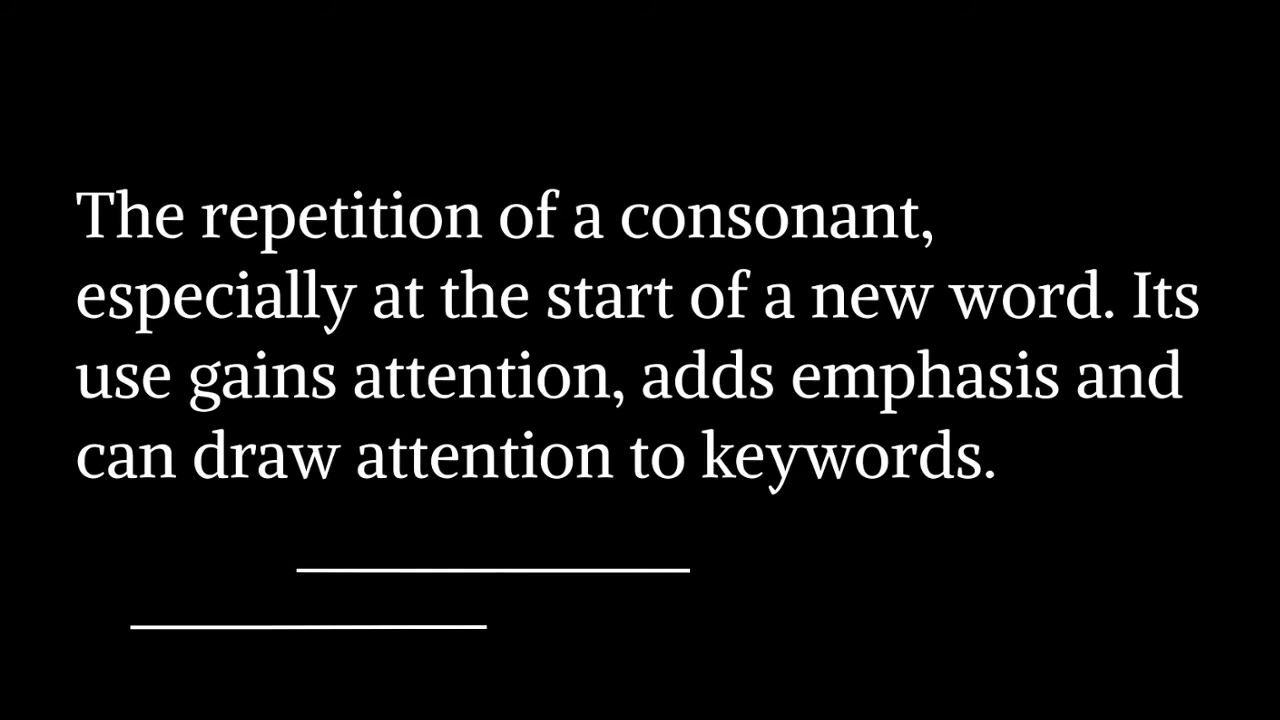 The repetition of a consonant,
especially at the start of a new word. Its
use gains attention, adds emphasis and
can draw attention to keywords.